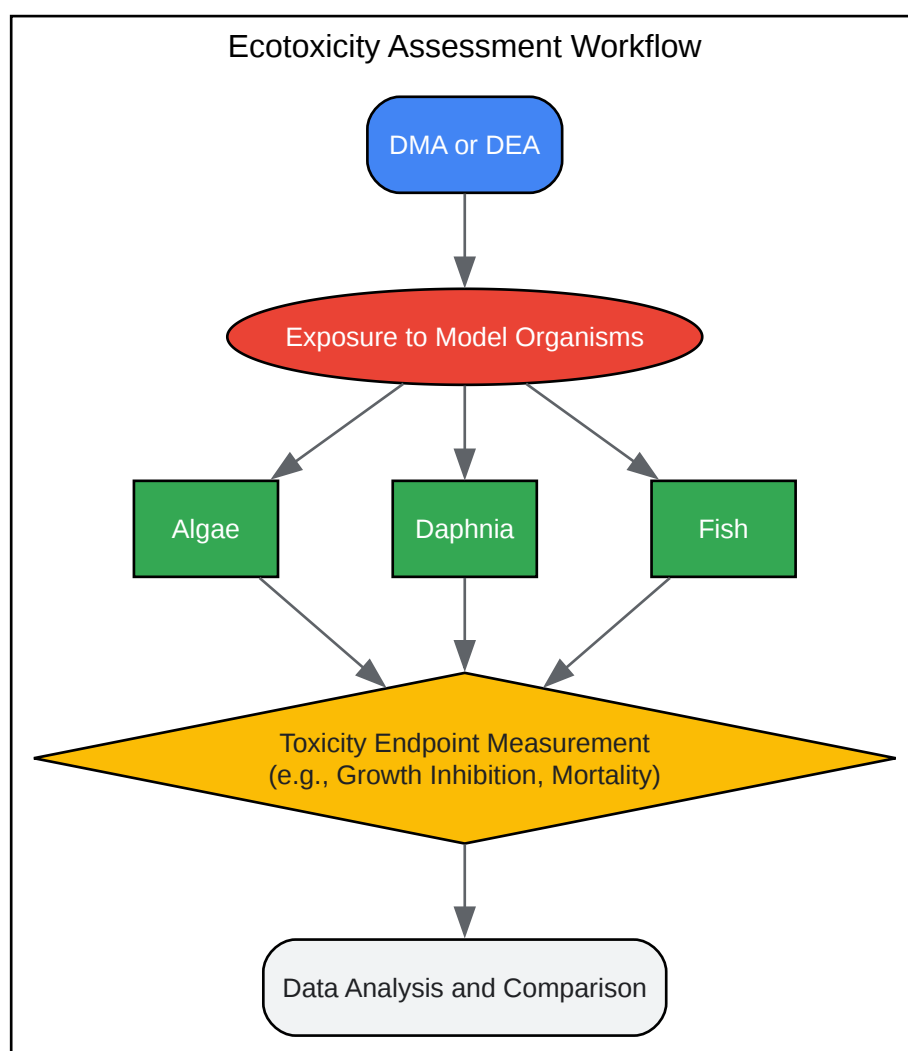 Ecotoxicity Assessment Workflow
DMA or DEA
Exposure to Model Organisms
Algae
Daphnia
Fish
Toxicity Endpoint Measurement
(e.g., Growth Inhibition, Mortality)
Data Analysis and Comparison